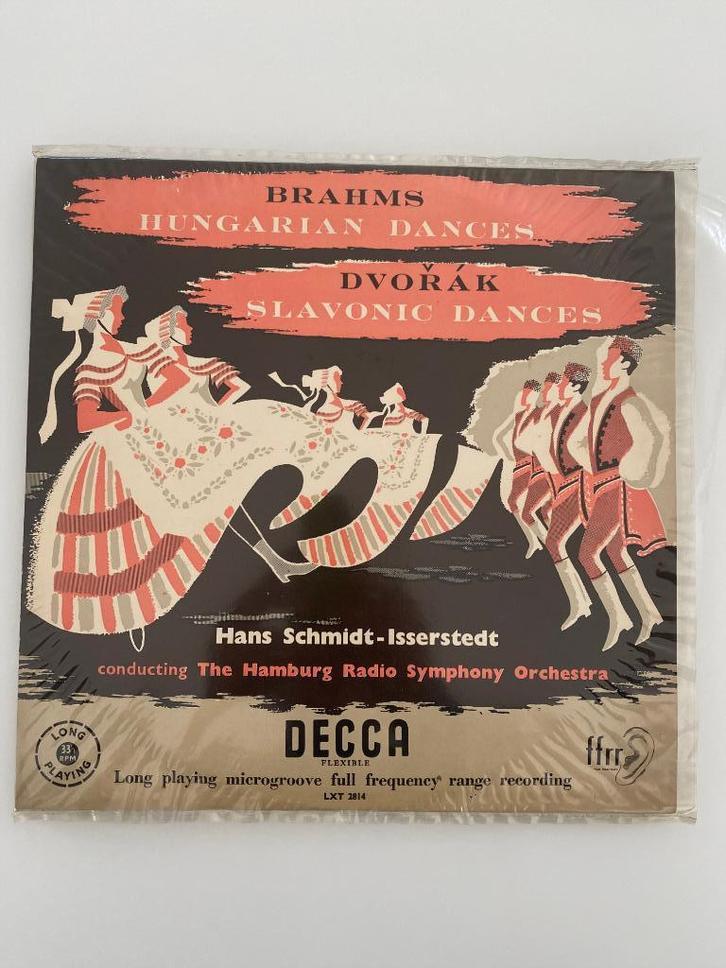 BRAHMS
HUNGARIAN DANCES
DVOŘÁK
SLAVONIC DANCES
Hans Schmidt-Isserstedt
conducting The Hamburg Radio Symphony Orchestra
LONG
33⅓
RPM
PLAYING
DECCA
FLEXIBLE
ffrr
Long playing microgroove full frequency range recording
LXT 2814